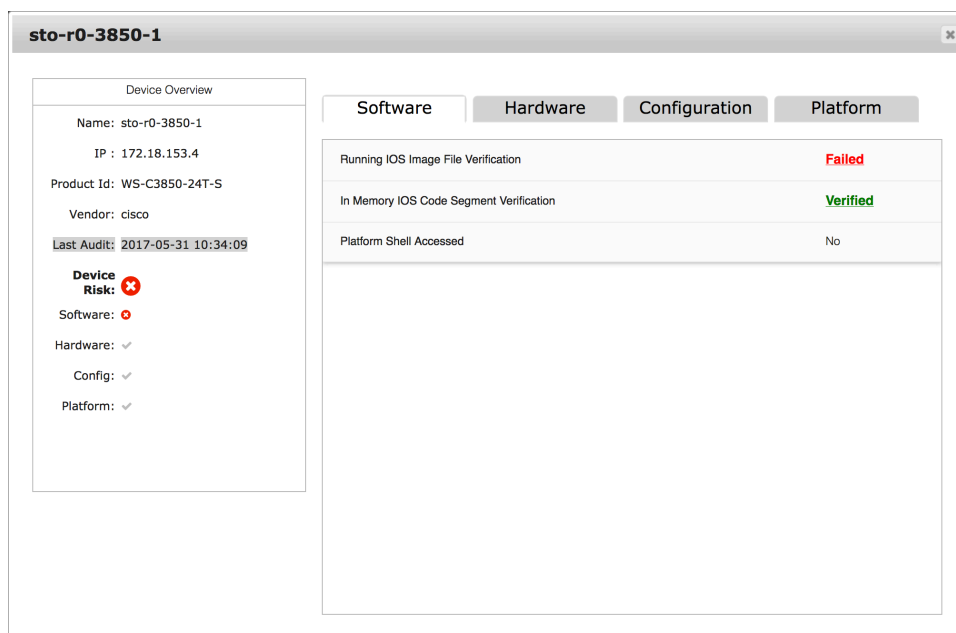 sto-r0-3850-1
Device Overview
Name: sto-r0-3850-1
IP : 172.18.153.4
Product Id: WS-C3850-24T-S
Vendor: cisco
Last Audit: 2017-05-31 10:34:09
Device
Risk:
Software:
Hardware:
Config:
Platform:
Software Hardware Configuration Platform
Running IOS Image File Verification Failed
In Memory IOS Code Segment Verification Verified
Platform Shell Accessed No